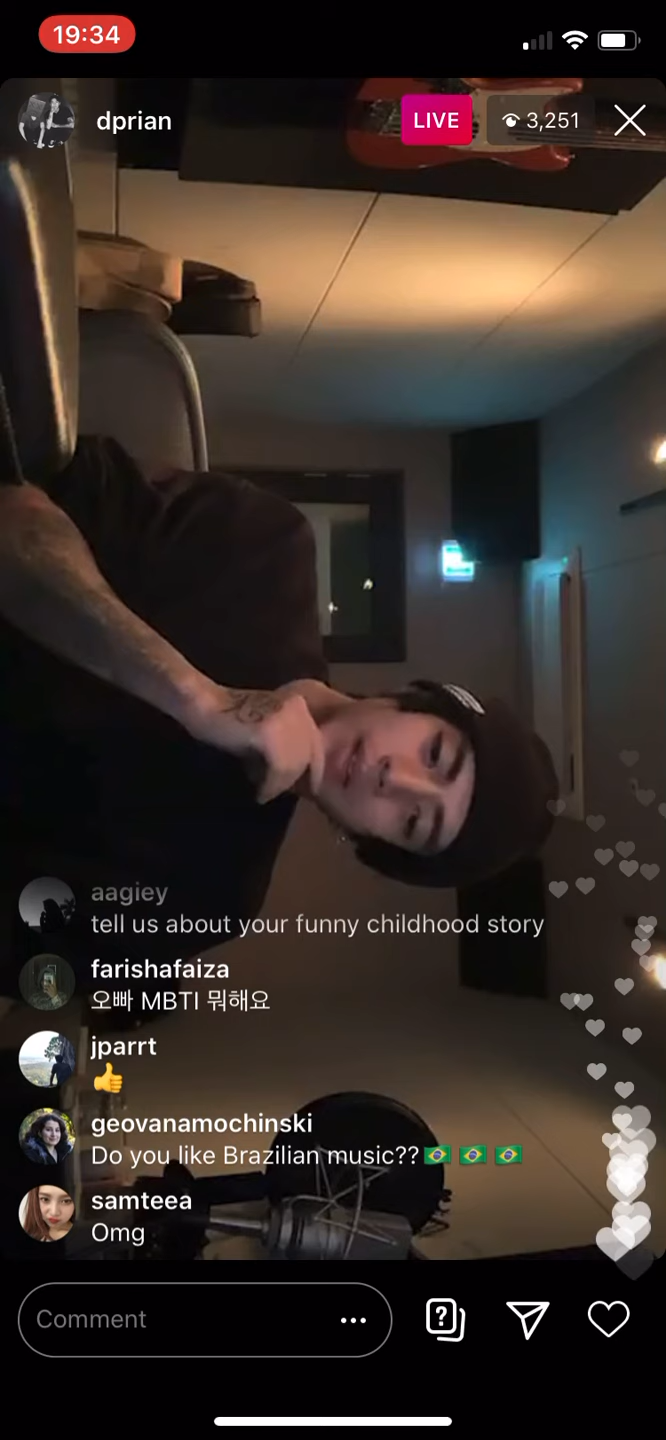 19:34
dprian
LIVE
3,251
aagiey
tell us about your funny childhood story
farishafaiza
오빠 MBTI 뭐해요
jparrt
👍
geovanamochinski
Do you like Brazilian music??🇧🇷 🇧🇷 🇧🇷
samteea
Omg
Comment